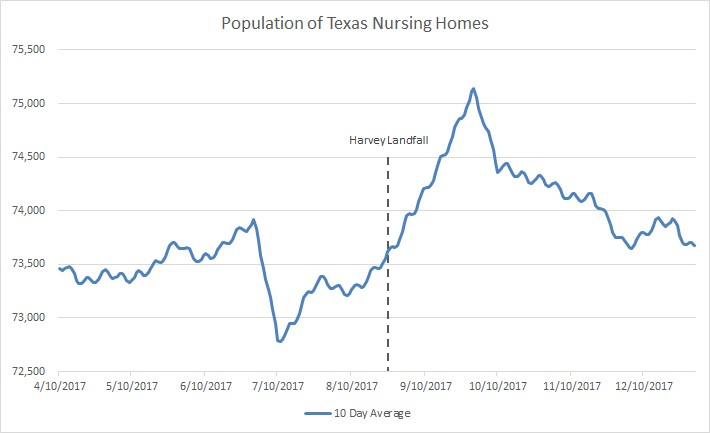 Population of Texas Nursing Homes
75,500
75,000
74,500
74,000
73,500
73,000
72,500
Harvey Landfall
4/10/2017 5/10/2017 6/10/2017 7/10/2017 8/10/2017 9/10/2017 10/10/2017 11/10/2017 12/10/2017
10 Day Average